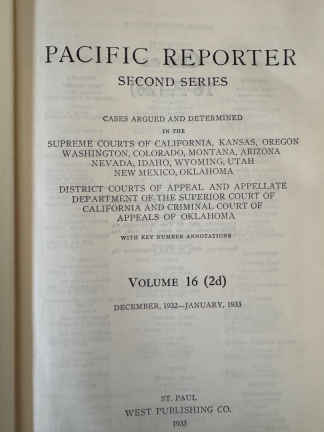 PACIFIC REPORTER
SECOND SERIES
CASES ARGUED AND DETERMINED
IN THE
SUPREME COURTS OF CALIFORNIA, KANSAS, OREGON
WASHINGTON, COLORADO, MONTANA, ARIZONA
NEVADA, IDAHO, WYOMING, UTAH
NEW MEXICO, OKLAHOMA
DISTRICT COURTS OF APPEAL AND APPELLATE
DEPARTMENT OF THE SUPERIOR COURT OF
CALIFORNIA AND CRIMINAL COURT OF
APPEALS OF OKLAHOMA
WITH KEY NUMBER ANNOTATIONS
VOLUME 16 (2d)
DECEMBER, 1932—JANUARY, 1933
ST. PAUL
WEST PUBLISHING CO.
1933